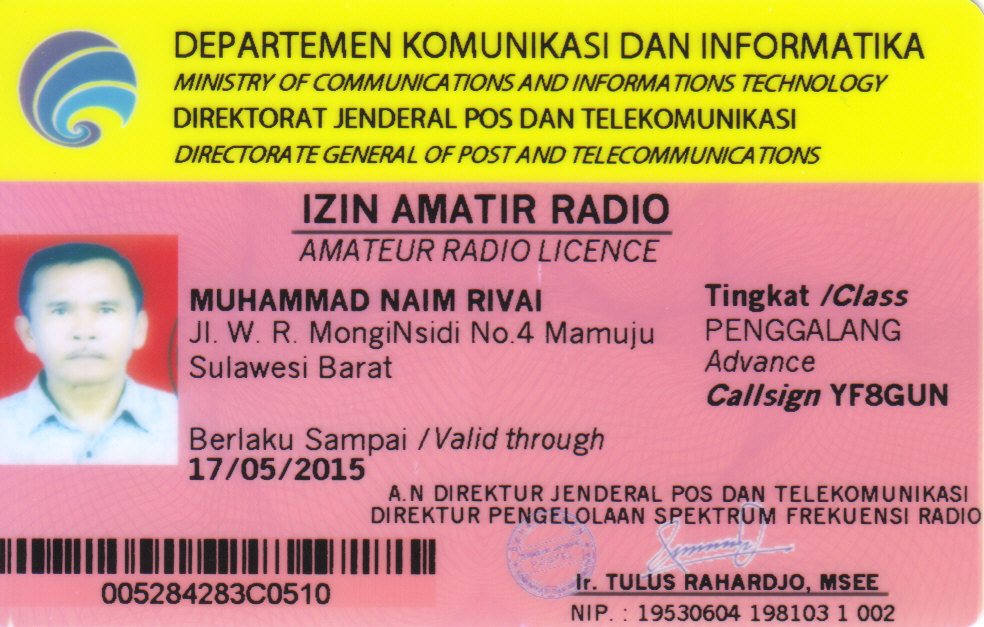 DEPARTEMEN KOMUNIKASI DAN INFORMATIKA
MINISTRY OF COMMUNICATIONS AND INFORMATIONS TECHNOLOGY
DIREKTORAT JENDERAL POS DAN TELEKOMUNIKASI
DIRECTORATE GENERAL OF POST AND TELECOMMUNICATIONS
IZIN AMATIR RADIO
AMATEUR RADIO LICENCE
MUHAMMAD NAIM RIVAI
Jl. W. R. MongiNsidi No.4 Mamuju
Sulawesi Barat
Tingkat /Class
PENGGALANG
Advance
Callsign YF8GUN
Berlaku Sampai /Valid through
17/05/2015
A.N DIREKTUR JENDERAL POS DAN TELEKOMUNIKASI
DIREKTUR PENGELOLAAN SPEKTRUM FREKUENSI RADIO
Ir. TULUS RAHARDJO, MSEE
NIP. : 19530604 198103 1 002
005284283C0510